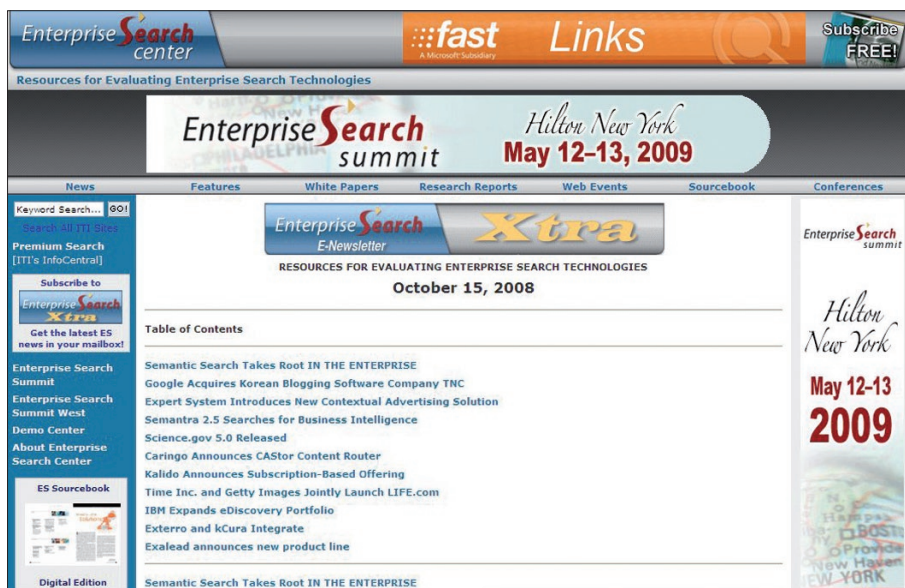 Enterprise Search center
fast
A Microsoft Subsidiary
Links
Subscribe FREE!
Resources for Evaluating Enterprise Search Technologies
Enterprise Search summit
Hilton New York
May 12–13, 2009
News Features White Papers Research Reports Web Events Sourcebook Conferences
Keyword Search... GO!
Search All ITI Sites
Premium Search
[ITI's InfoCentral]
Subscribe to
Enterprise Search
Xtra
Get the latest ES
news in your mailbox!
Enterprise Search
Summit
Enterprise Search
Summit West
Demo Center
About Enterprise
Search Center
ES Sourcebook
Digital Edition
Enterprise Search
E-Newsletter
Xtra
RESOURCES FOR EVALUATING ENTERPRISE SEARCH TECHNOLOGIES
October 15, 2008
Table of Contents
Semantic Search Takes Root IN THE ENTERPRISE
Google Acquires Korean Blogging Software Company TNC
Expert System Introduces New Contextual Advertising Solution
Semantra 2.5 Searches for Business Intelligence
Science.gov 5.0 Released
Caringo Announces CAStor Content Router
Kalido Announces Subscription-Based Offering
Time Inc. and Getty Images Jointly Launch LIFE.com
IBM Expands eDiscovery Portfolio
Exterro and kCura Integrate
Exalead announces new product line
Semantic Search Takes Root IN THE ENTERPRISE
Enterprise Search
summit
Hilton
New York
May 12–13
2009
BOSTO
Provide
New Haven
NEW YORK